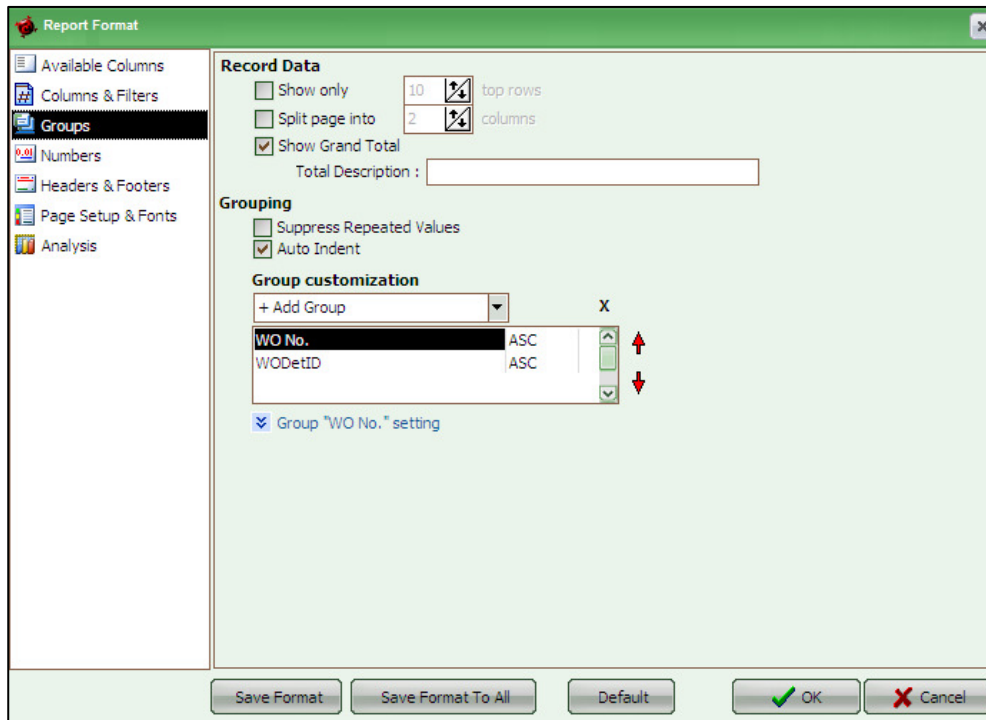 Report Format
Available Columns
Columns & Filters
Groups
Numbers
Headers & Footers
Page Setup & Fonts
Analysis
Record Data
Show only 10 top rows
Split page into 2 columns
Show Grand Total
Total Description :
Grouping
Suppress Repeated Values
Auto Indent
Group customization
+ Add Group X
WO No. ASC
WODetID ASC
Group "WO No." setting
Save Format Save Format To All Default OK Cancel